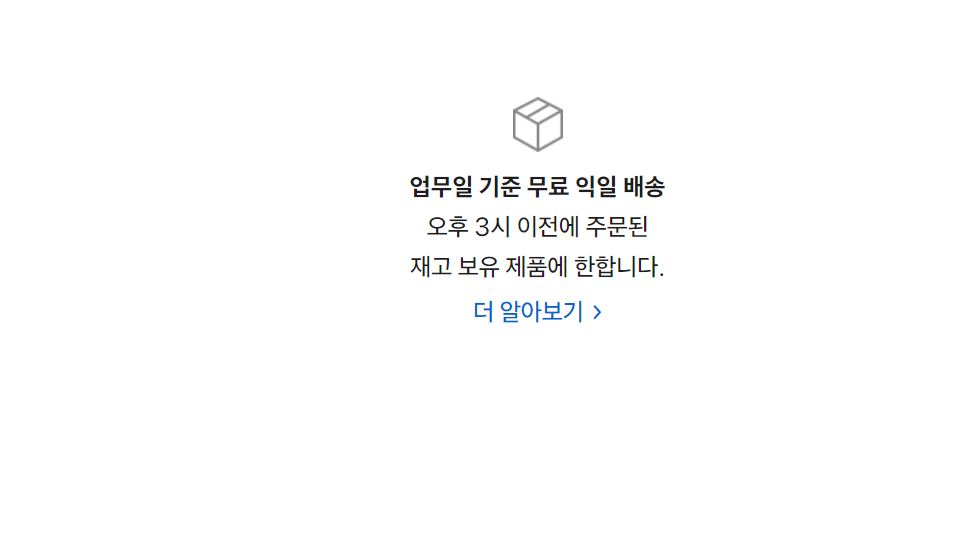 업무일 기준 무료 익일 배송
오후 3시 이전에 주문된
재고 보유 제품에 한합니다.
더 알아보기 >